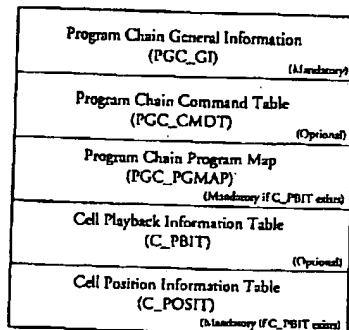 Program Chain General Information
(PGC_GI)
(Mandatory)
Program Chain Command Table
(PGC_CMDT)
(Optional)
Program Chain Program Map
(PGC_PGMAP)
(Mandatory if C_PBIT exists)
Cell Playback Information Table
(C_PBIT)
(Optional)
Cell Position Information Table
(C_POSIT)
(Mandatory if C_PBIT exists)